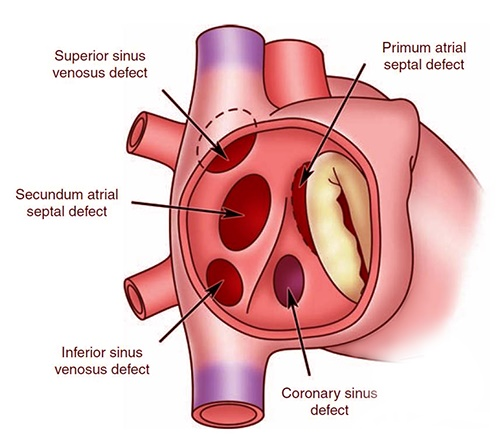 Superior sinus
venosus defect
Primum atrial
septal defect
Secundum atrial
septal defect
Inferior sinus
venosus defect
Coronary sinus
defect